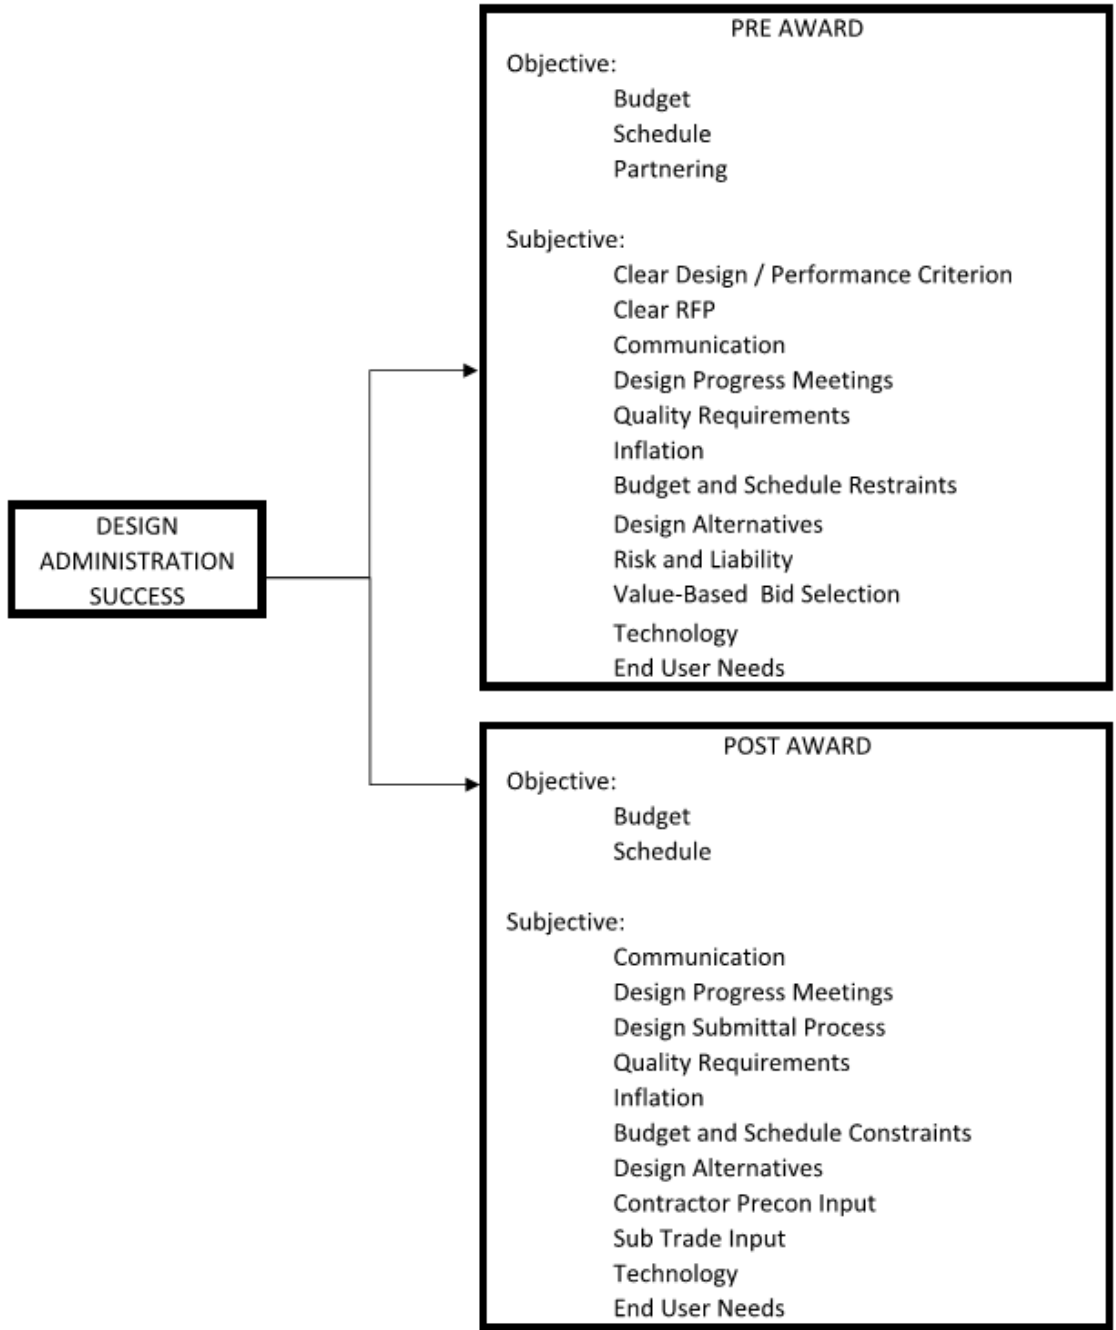 PRE AWARD
Objective:
Budget
Schedule
Partnering
Subjective:
Clear Design / Performance Criterion
Clear RFP
Communication
Design Progress Meetings
Quality Requirements
Inflation
Budget and Schedule Restraints
Design Alternatives
Risk and Liability
Value-Based  Bid Selection
Technology
End User Needs
DESIGN
ADMINISTRATION
SUCCESS
POST AWARD
Objective:
Budget
Schedule
Subjective:
Communication
Design Progress Meetings
Design Submittal Process
Quality Requirements
Inflation
Budget and Schedule Constraints
Design Alternatives
Contractor Precon Input
Sub Trade Input
Technology
End User Needs